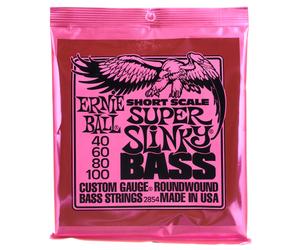 ERNIE
BALL
SHORT SCALE
SUPER
SLINKY
BASS
40
60
80
100
CUSTOM GAUGE® ROUNDWOUND
BASS STRINGS 2854 MADE IN USA